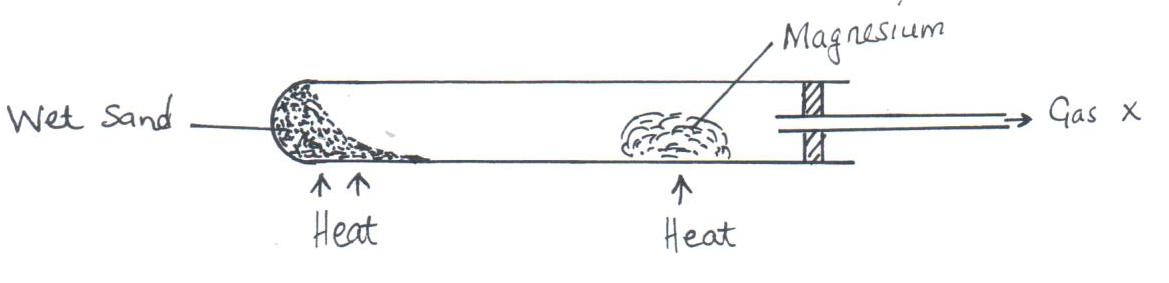 Magnesium
Wet Sand
Gas X
Heat
Heat